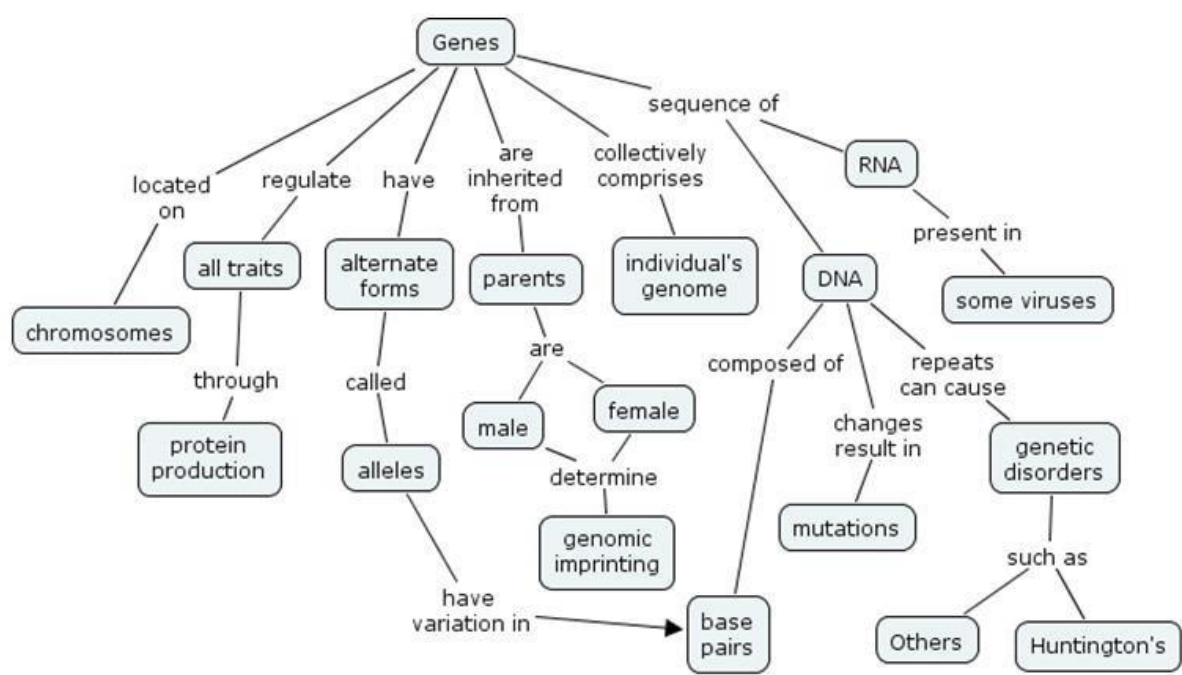 Genes
sequence of
RNA
located
on
regulate
have
are
inherited
from
collectively
comprises
present in
all traits
alternate
forms
parents
individual's
genome
DNA
some viruses
chromosomes
through
called
are
composed of
repeats
can cause
male
female
changes
result in
protein
production
alleles
determine
genetic
disorders
genomic
imprinting
mutations
such as
have
variation in
base
pairs
Others
Huntington's